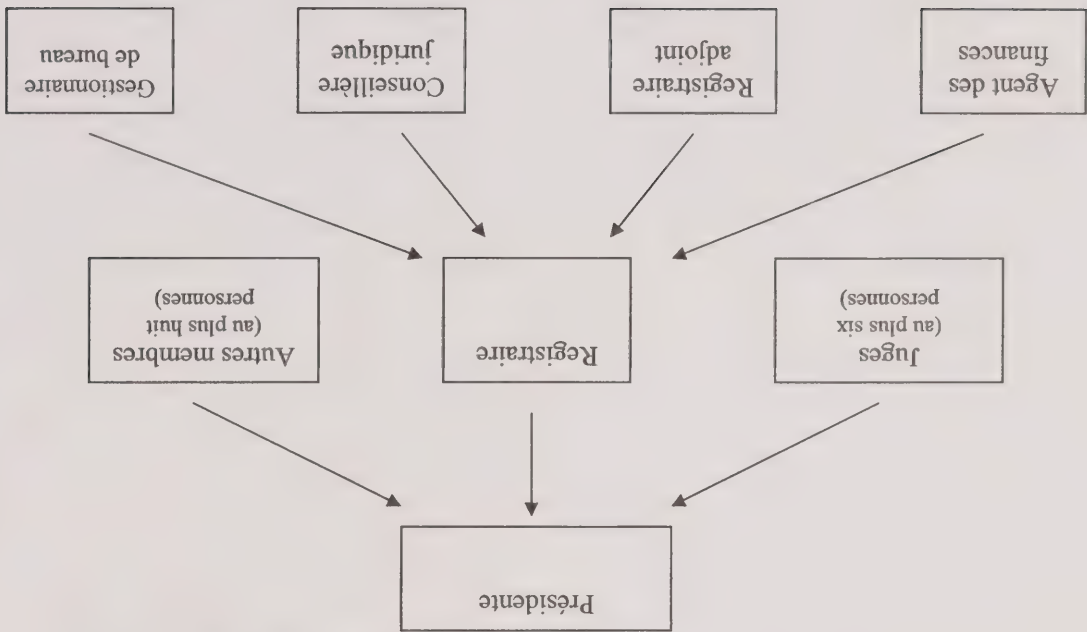 Présidente
Juges
(au plus six
personnes)
Registraire
Autres membres
(au plus huit
personnes)
Agent des
finances
Registraire
adjoint
Conseillère
juridique
Gestionnaire
de bureau